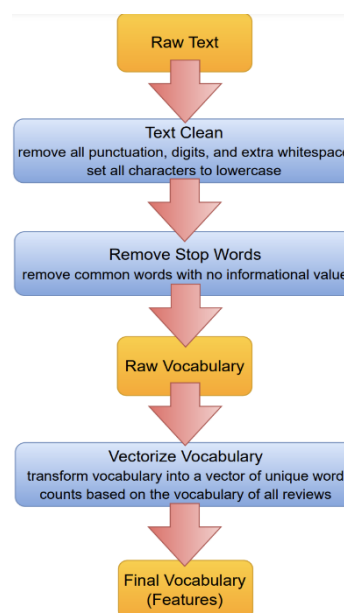 Raw Text
Text Clean
remove all punctuation, digits, and extra whitespace
set all characters to lowercase
Remove Stop Words
remove common words with no informational value
Raw Vocabulary
Vectorize Vocabulary
transform vocabulary into a vector of unique word
counts based on the vocabulary of all reviews
Final Vocabulary
(Features)